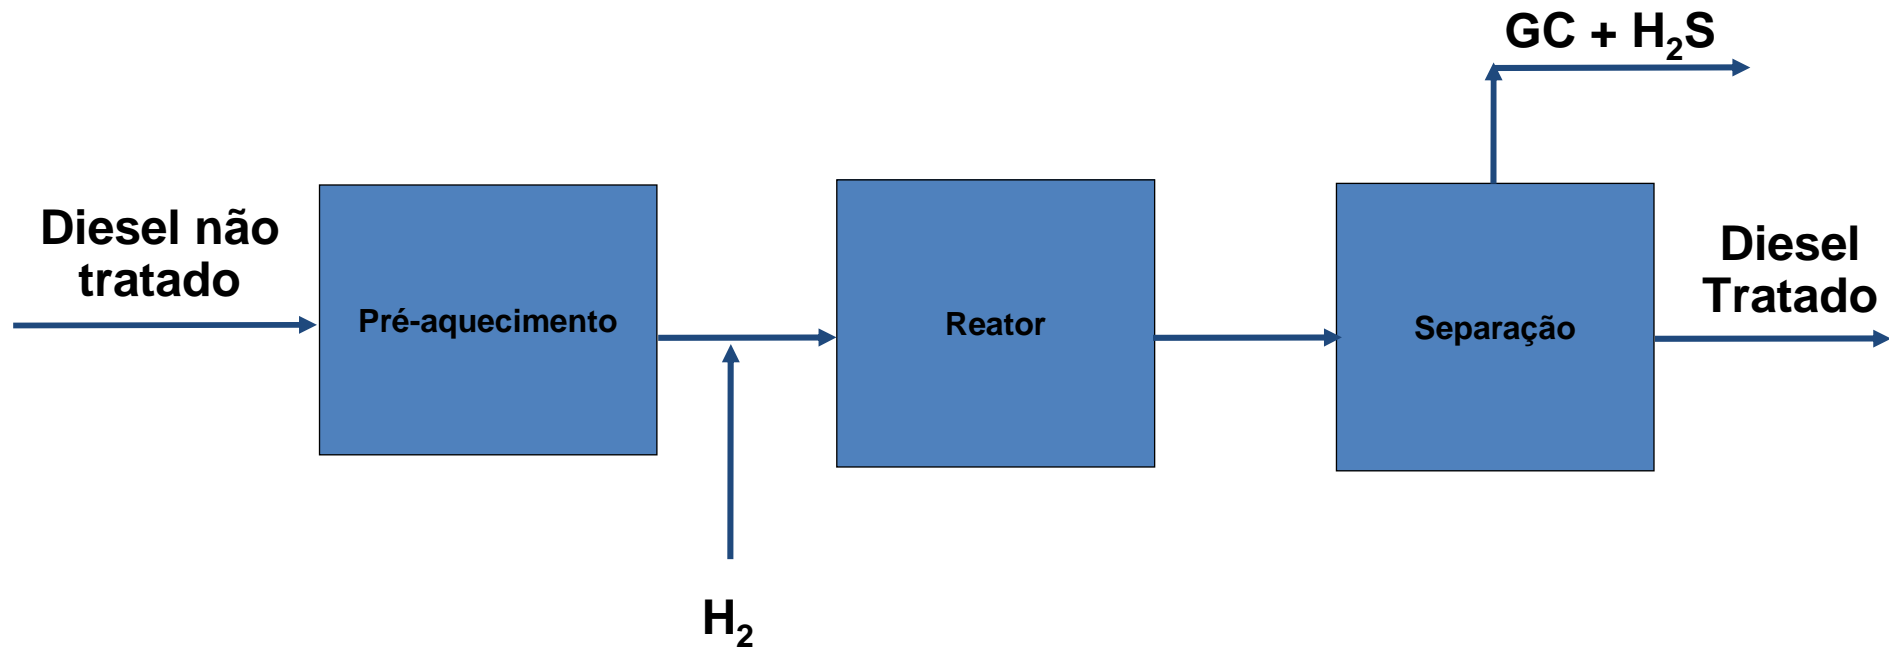 GC + H₂S
Diesel não
tratado
Pré-aquecimento
Reator
Separação
Diesel
Tratado
H₂